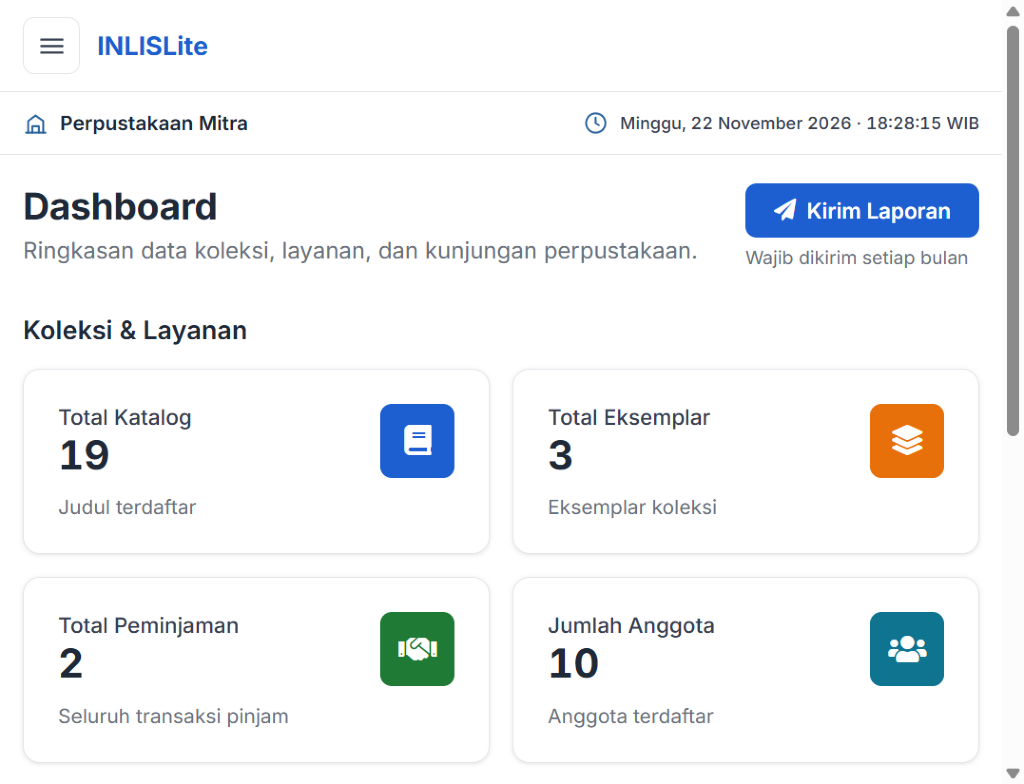 INLISLite
Perpustakaan Mitra
Minggu, 22 November 2026 · 18:28:15 WIB
Dashboard
Ringkasan data koleksi, layanan, dan kunjungan perpustakaan.
Kirim Laporan
Wajib dikirim setiap bulan
Koleksi & Layanan
Total Katalog
19
Judul terdaftar
Total Eksemplar
3
Eksemplar koleksi
Total Peminjaman
2
Seluruh transaksi pinjam
Jumlah Anggota
10
Anggota terdaftar